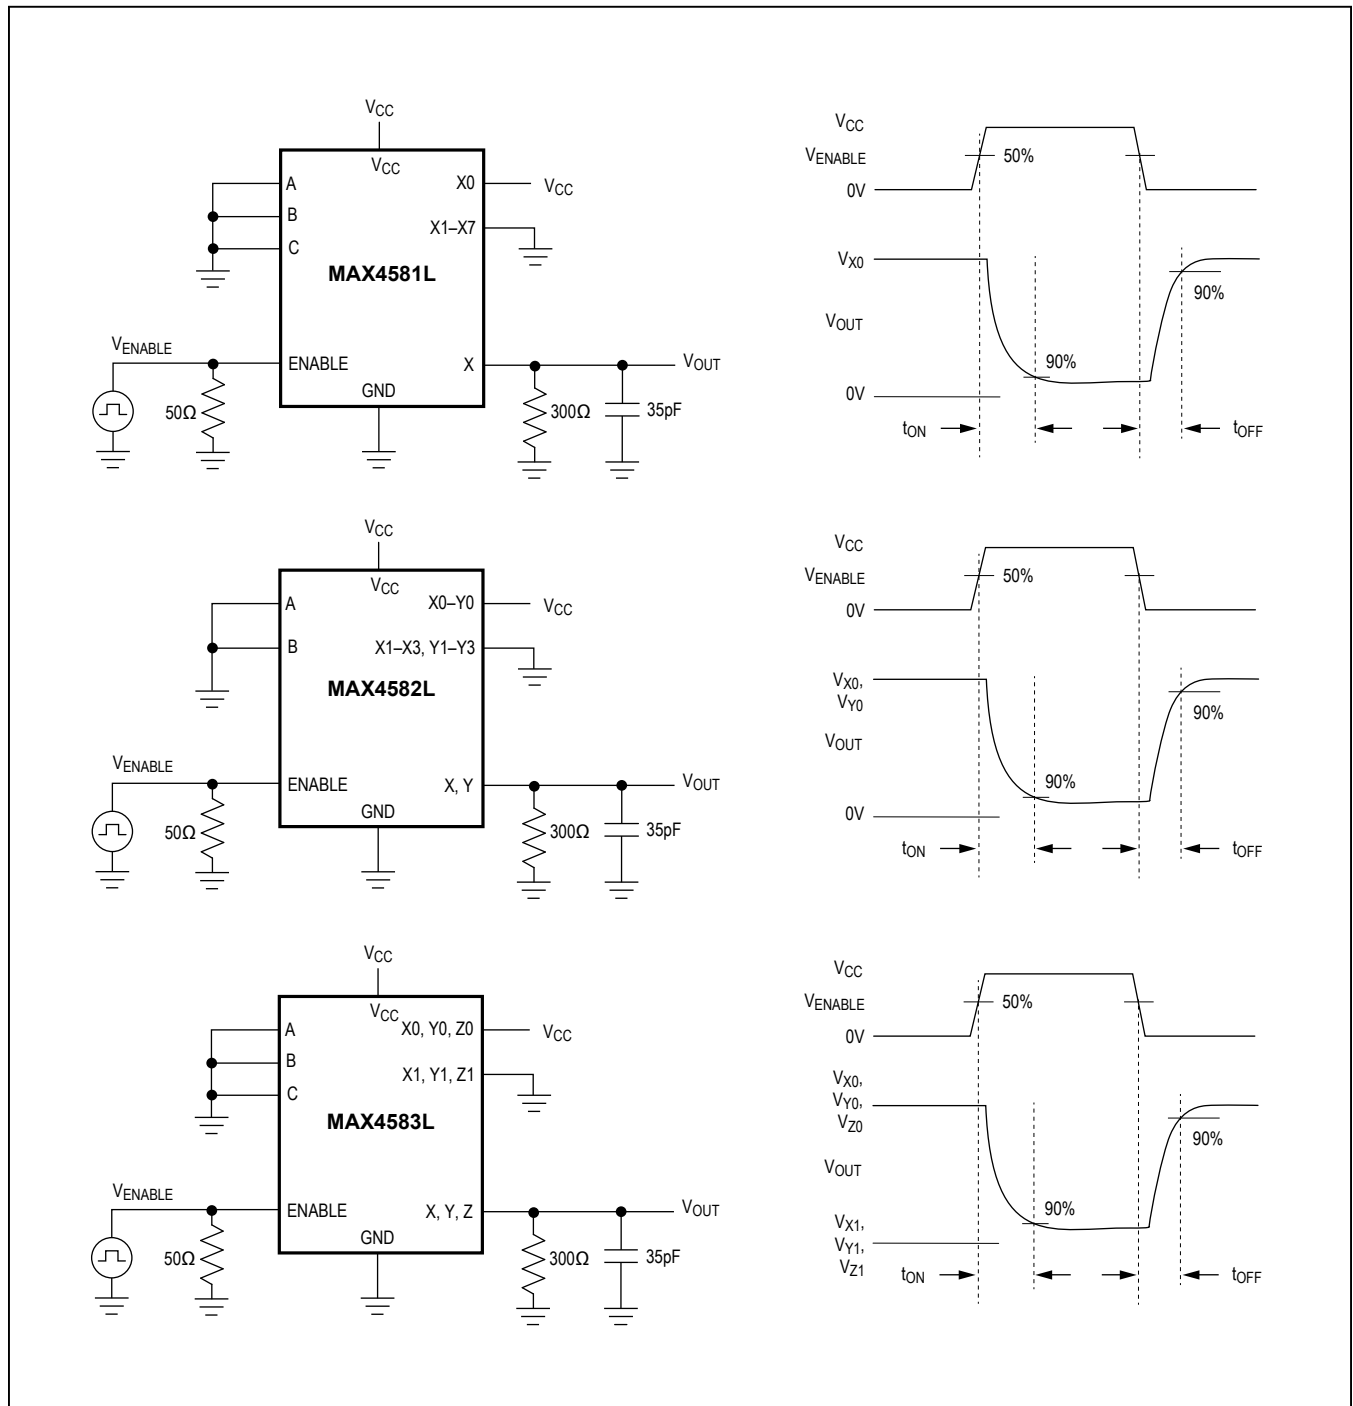 VCC
VCC
A
X0
VCC
B
X1–X7
C
MAX4581L
VENABLE
ENABLE
X
VOUT
GND
50Ω
300Ω
35pF
VCC
VENABLE
50%
0V
VX0
90%
VOUT
90%
0V
tON
tOFF
VCC
VCC
A
X0–Y0
VCC
B
X1–X3, Y1–Y3
MAX4582L
VENABLE
ENABLE
X, Y
VOUT
GND
50Ω
300Ω
35pF
VCC
VENABLE
50%
0V
VX0,
VY0
90%
VOUT
90%
0V
tON
tOFF
VCC
VCC
A
X0, Y0, Z0
VCC
B
X1, Y1, Z1
C
MAX4583L
VENABLE
ENABLE
X, Y, Z
VOUT
GND
50Ω
300Ω
35pF
VCC
VENABLE
50%
0V
VX0,
VY0,
VZ0
90%
VOUT
90%
VX1,
VY1,
VZ1
tON
tOFF